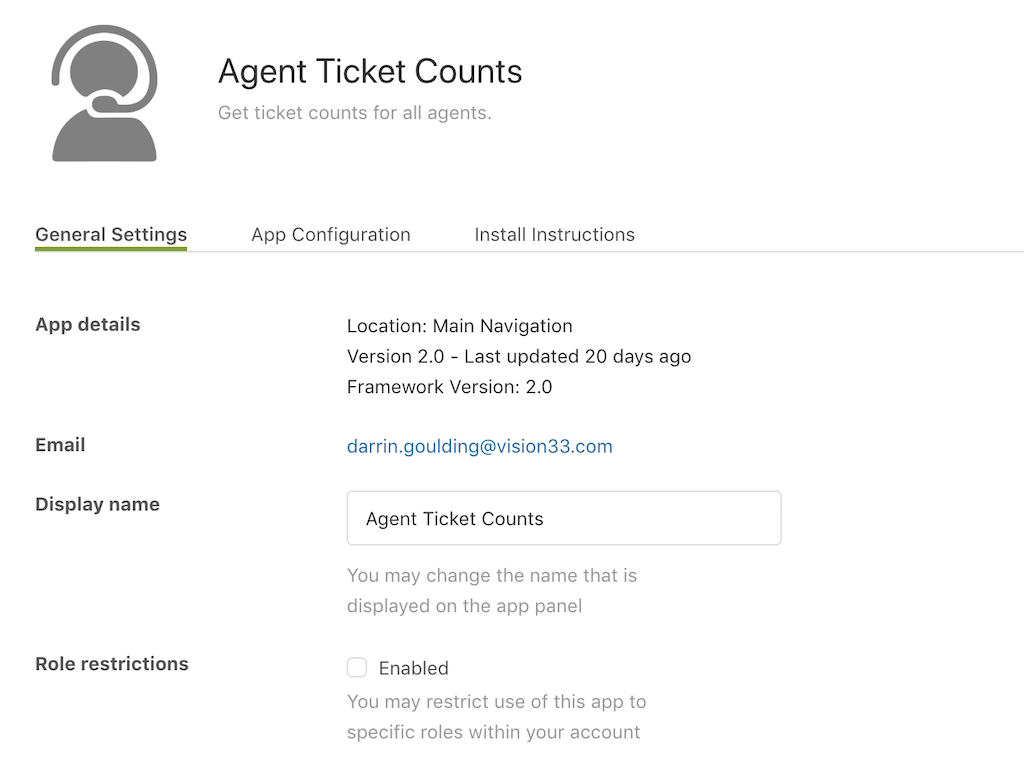 Agent Ticket Counts
Get ticket counts for all agents.
General Settings
App Configuration
Install Instructions
App details
Location: Main Navigation
Version 2.0 - Last updated 20 days ago
Framework Version: 2.0
Email
darrin.goulding@vision33.com
Display name
Agent Ticket Counts
You may change the name that is
displayed on the app panel
Role restrictions
Enabled
You may restrict use of this app to
specific roles within your account